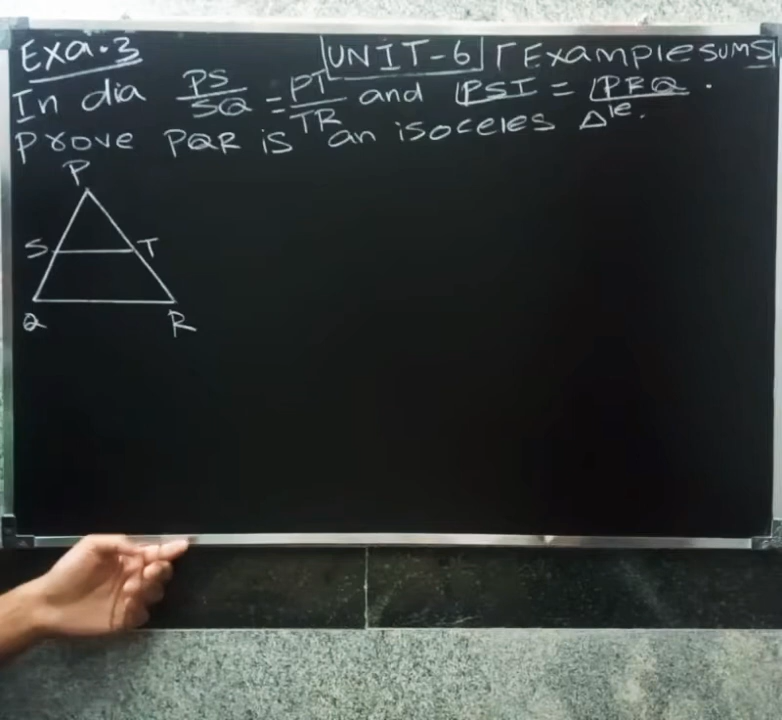 Exa.3 UNIT-6 [Example sums]
In dia PS/SQ = PT/TR and ∠PST = ∠PRQ.
Prove PQR is an isoceles Δle.
P
S T
Q R